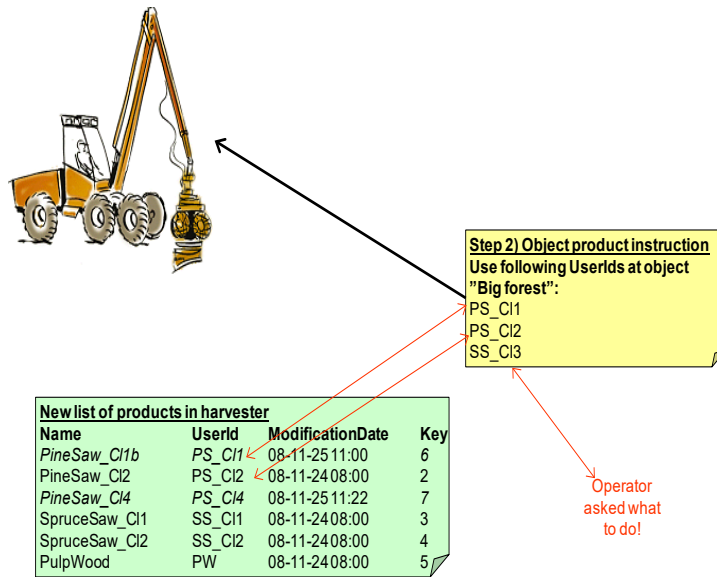 Step 2) Object product instruction
Use following UserIds at object
”Big forest”:
PS_Cl1
PS_Cl2
SS_Cl3
New list of products in harvester
Name UserId ModificationDate Key
PineSaw_Cl1b PS_Cl1 08-11-25 11:00 6
PineSaw_Cl2 PS_Cl2 08-11-24 08:00 2
PineSaw_Cl4 PS_Cl4 08-11-25 11:22 7
SpruceSaw_Cl1 SS_Cl1 08-11-24 08:00 3
SpruceSaw_Cl2 SS_Cl2 08-11-24 08:00 4
PulpWood PW 08-11-24 08:00 5
Operator
asked what
to do!